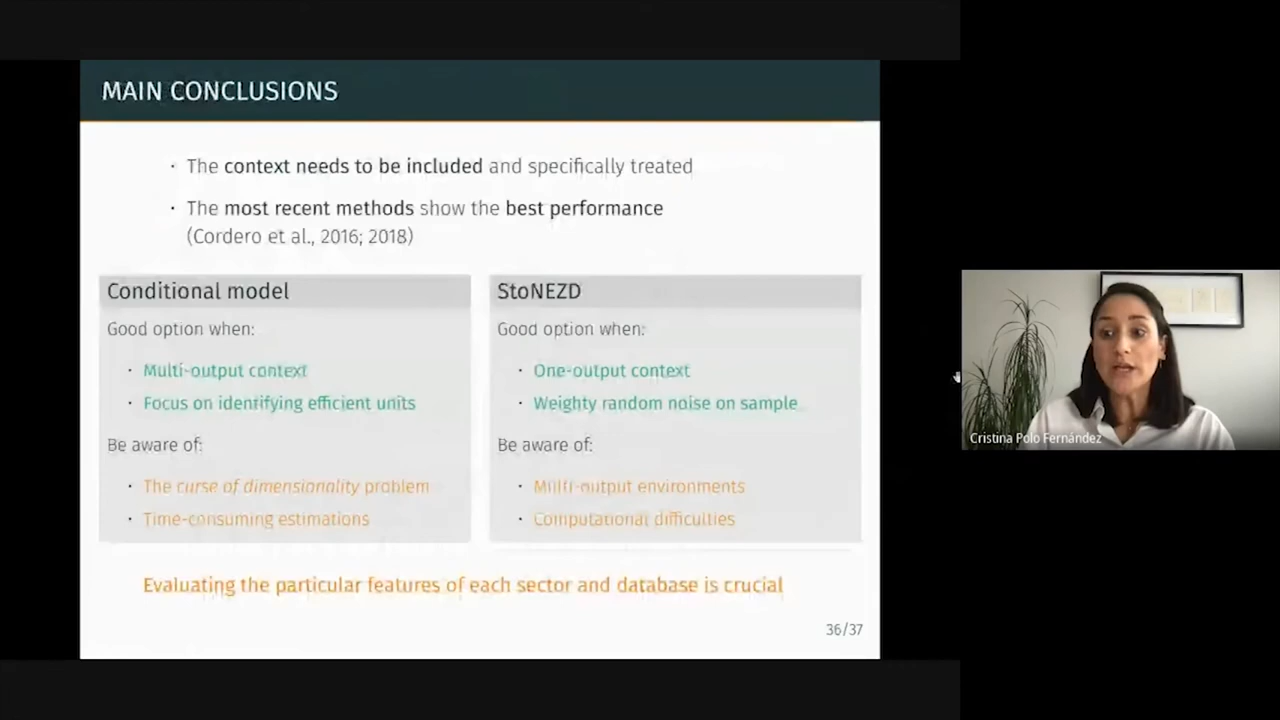 MAIN CONCLUSIONS
· The context needs to be included and specifically treated
· The most recent methods show the best performance
(Cordero et al., 2016; 2018)
Conditional model
Good option when:
· Multi-output context
· Focus on identifying efficient units
Be aware of:
· The curse of dimensionality problem
· Time-consuming estimations
StoNEZD
Good option when:
· One-output context
· Weighty random noise on sample
Be aware of:
· Multi-output environments
· Computational difficulties
Evaluating the particular features of each sector and database is crucial
36/37
Cristina Polo Fernández